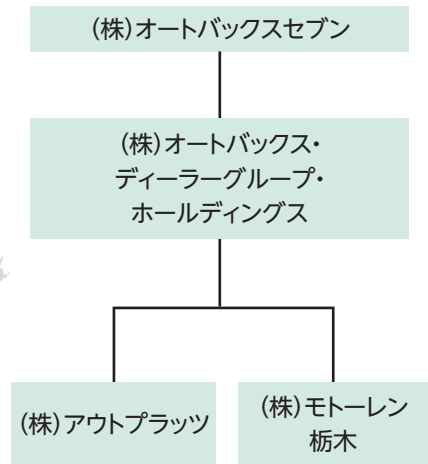 (株)オートバックスセブン
(株)オートバックス・
ディーラーグループ・
ホールディングス
(株)アウトプラッツ
(株)モトーレン
栃木